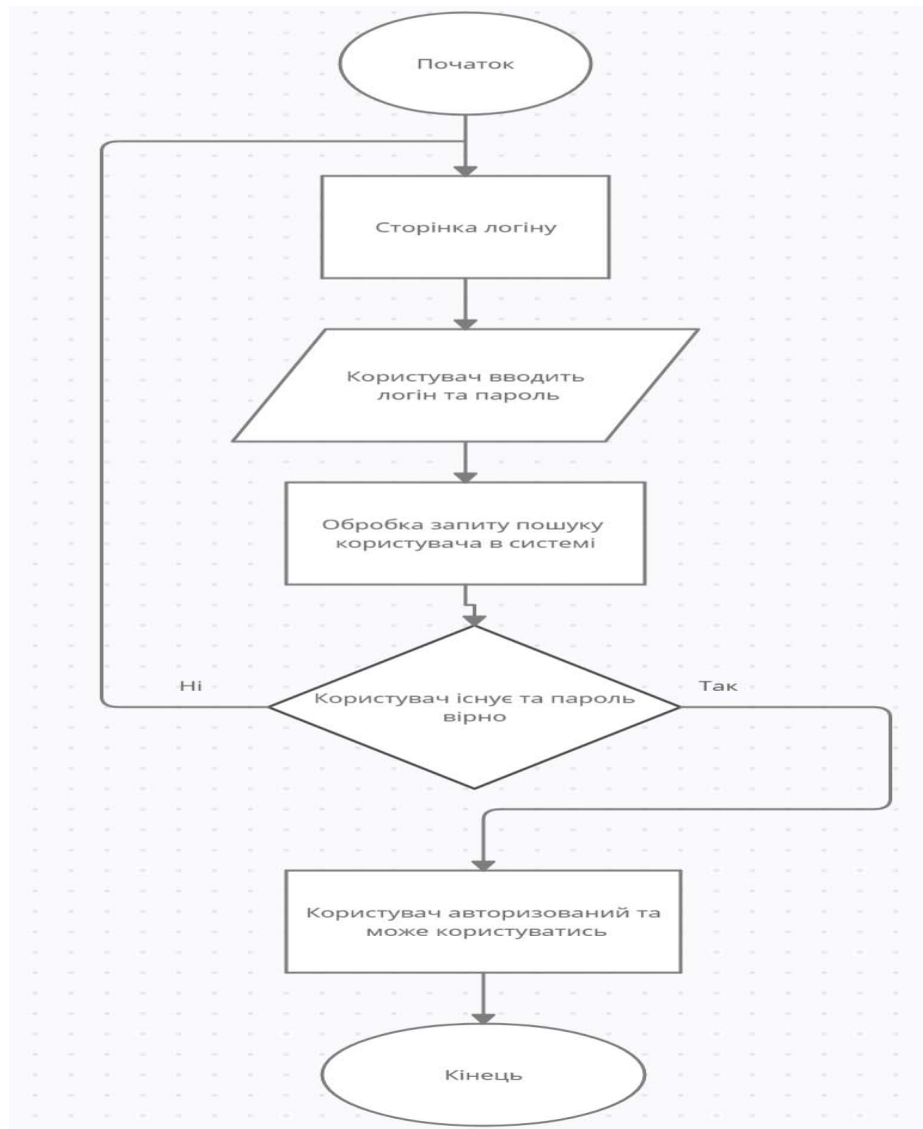 Початок
Сторінка логіну
Користувач вводить
логін та пароль
Обробка запиту пошуку
користувача в системі
Ні
Так
Користувач існує та пароль
вірно
Користувач авторизований та
може користуватись
Кінець